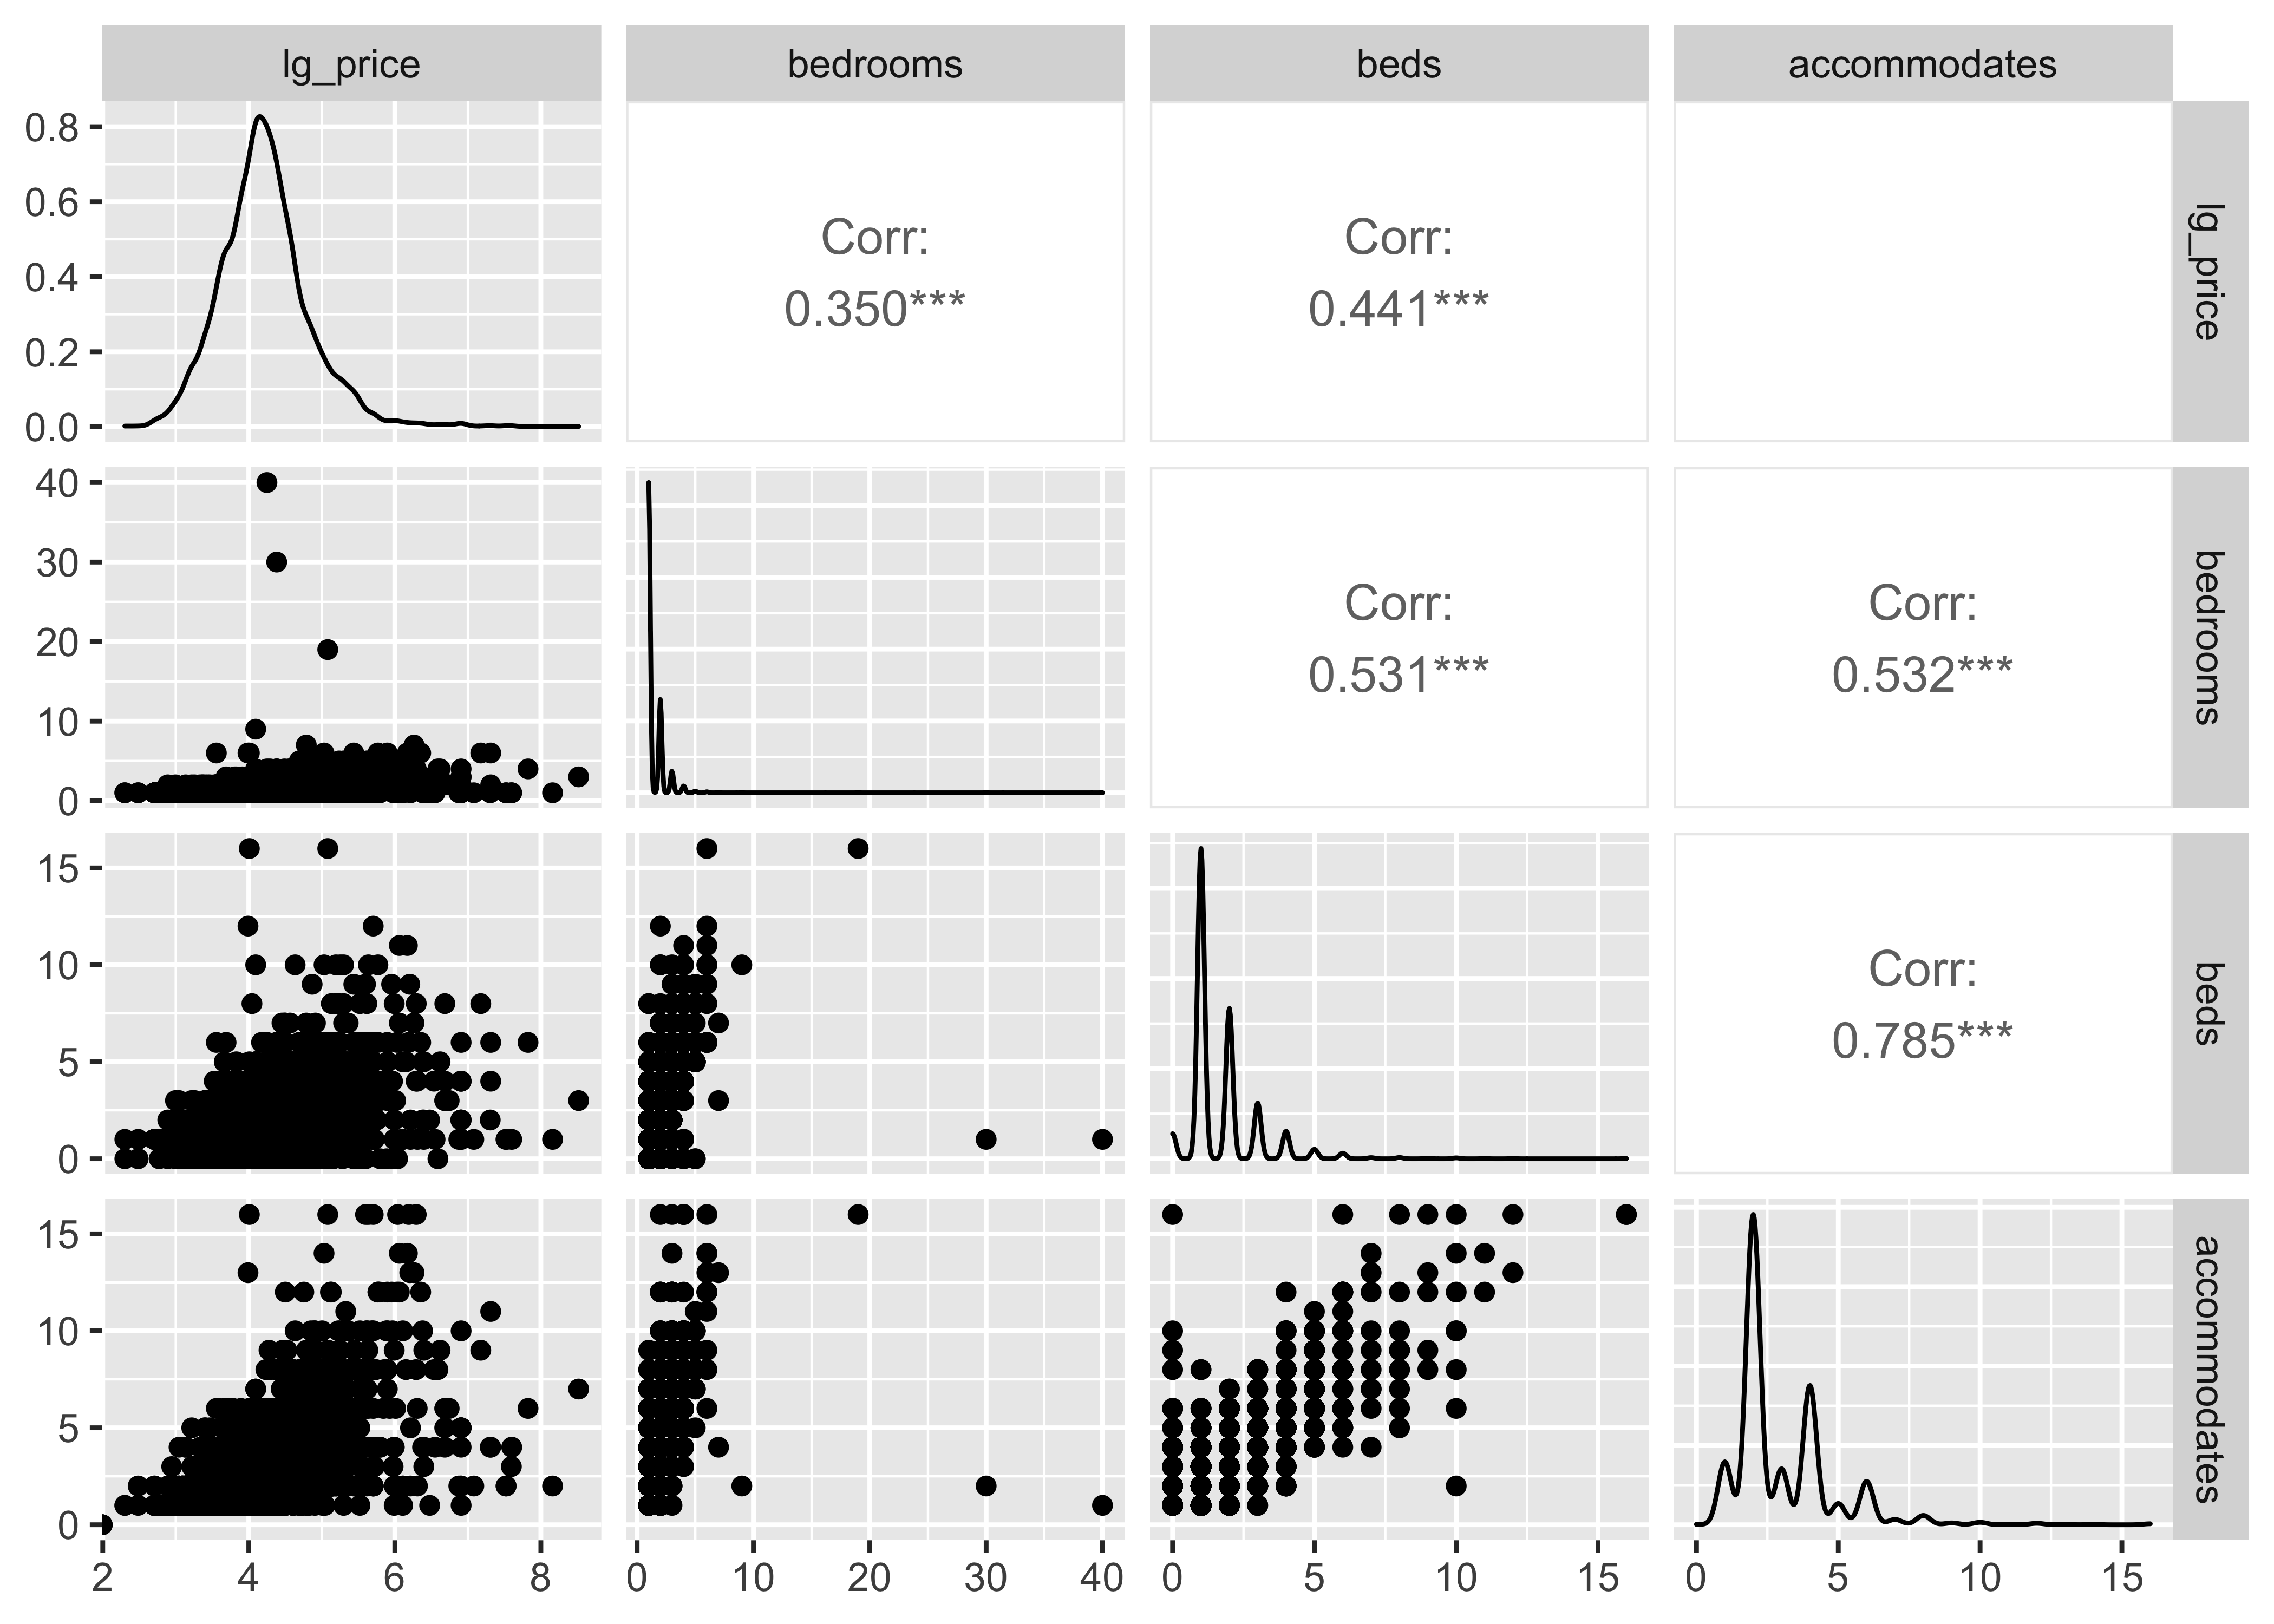 lg_price
bedrooms
beds
accommodates
0.8
0.6
0.4
0.2
0.0
Corr:
0.350***
Corr:
0.441***
lg_price
40
30
20
10
0
Corr:
0.531***
Corr:
0.532***
bedrooms
15
10
5
0
Corr:
0.785***
beds
15
10
5
0
accommodates
2 4 6 8
0 10 20 30 40
0 5 10 15
0 5 10 15